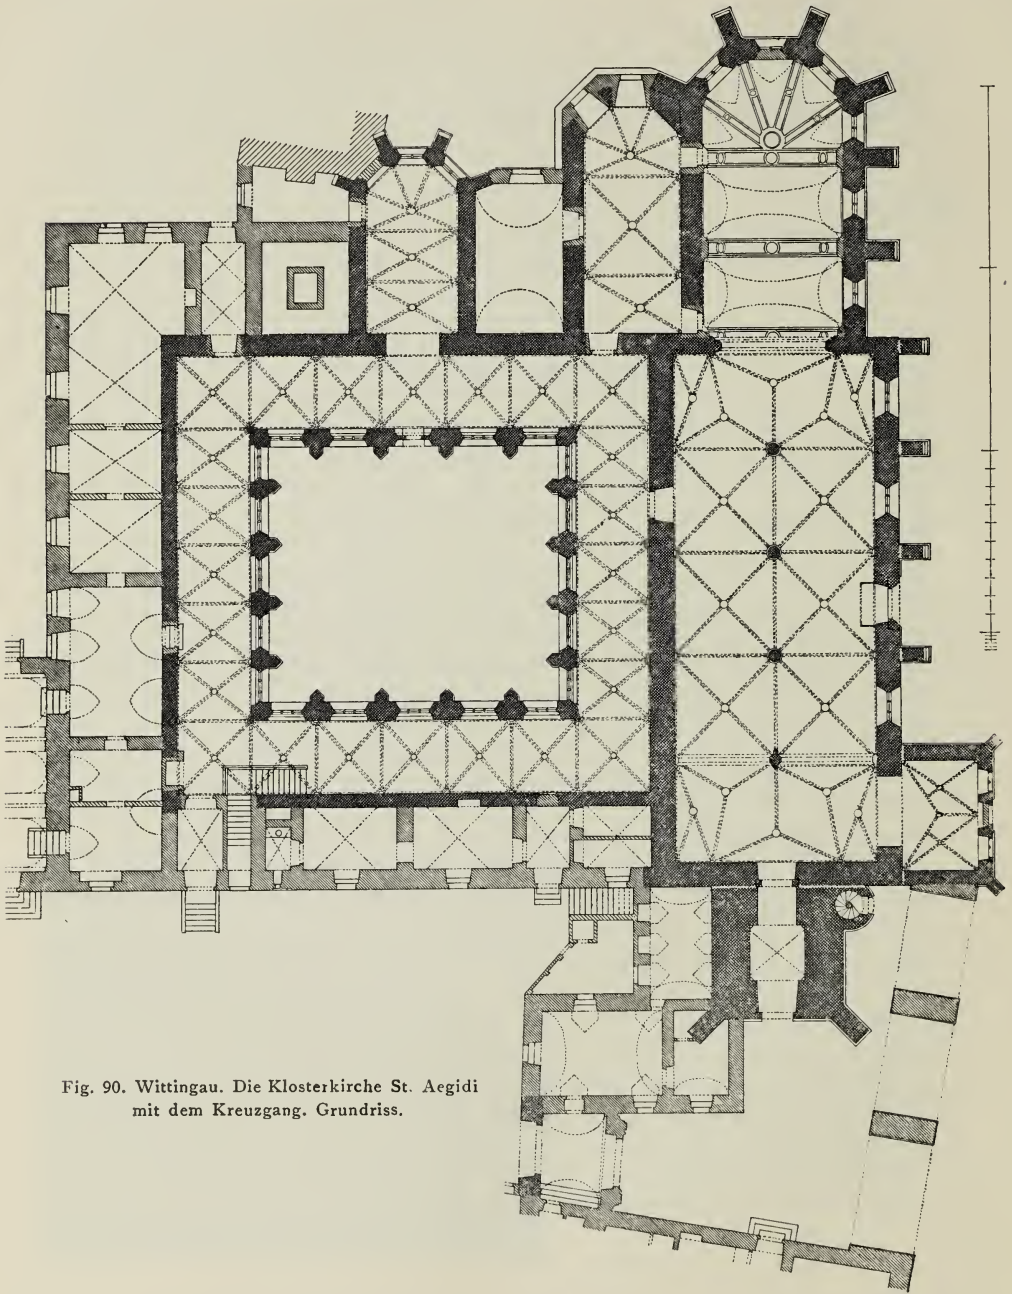 Fig. 90. Wittingau. Die Klosterkirche St. Aegidi
mit dem Kreuzgang. Grundriss.